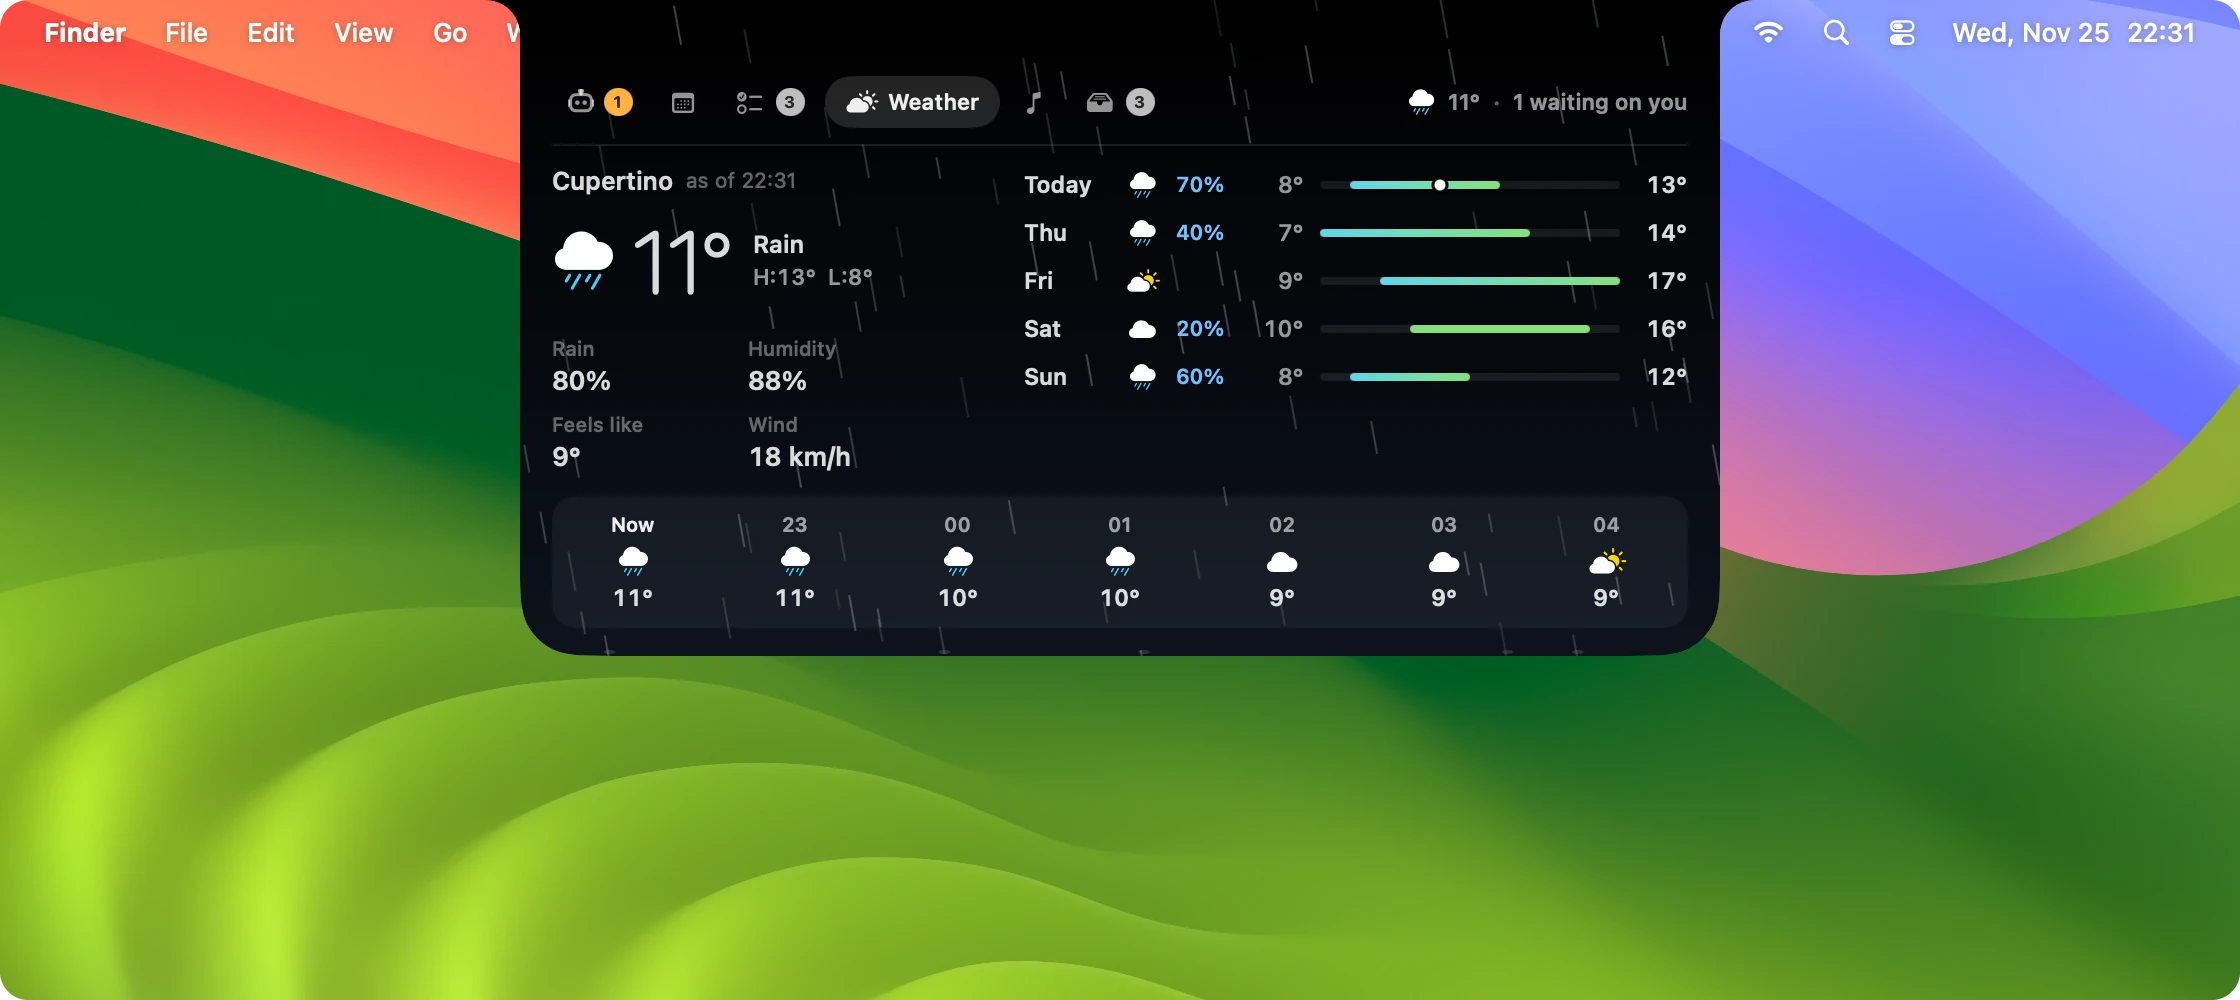 Finder File Edit View Go
Wed, Nov 25 22:31
1 3 Weather 3
11° · 1 waiting on you
Cupertino as of 22:31
11°
Rain
H:13° L:8°
Rain
80%
Humidity
88%
Feels like
9°
Wind
18 km/h
Today 70% 8° 13°
Thu 40% 7° 14°
Fri 9° 17°
Sat 20% 10° 16°
Sun 60% 8° 12°
Now 23 00 01 02 03 04
11° 11° 10° 10° 9° 9° 9°